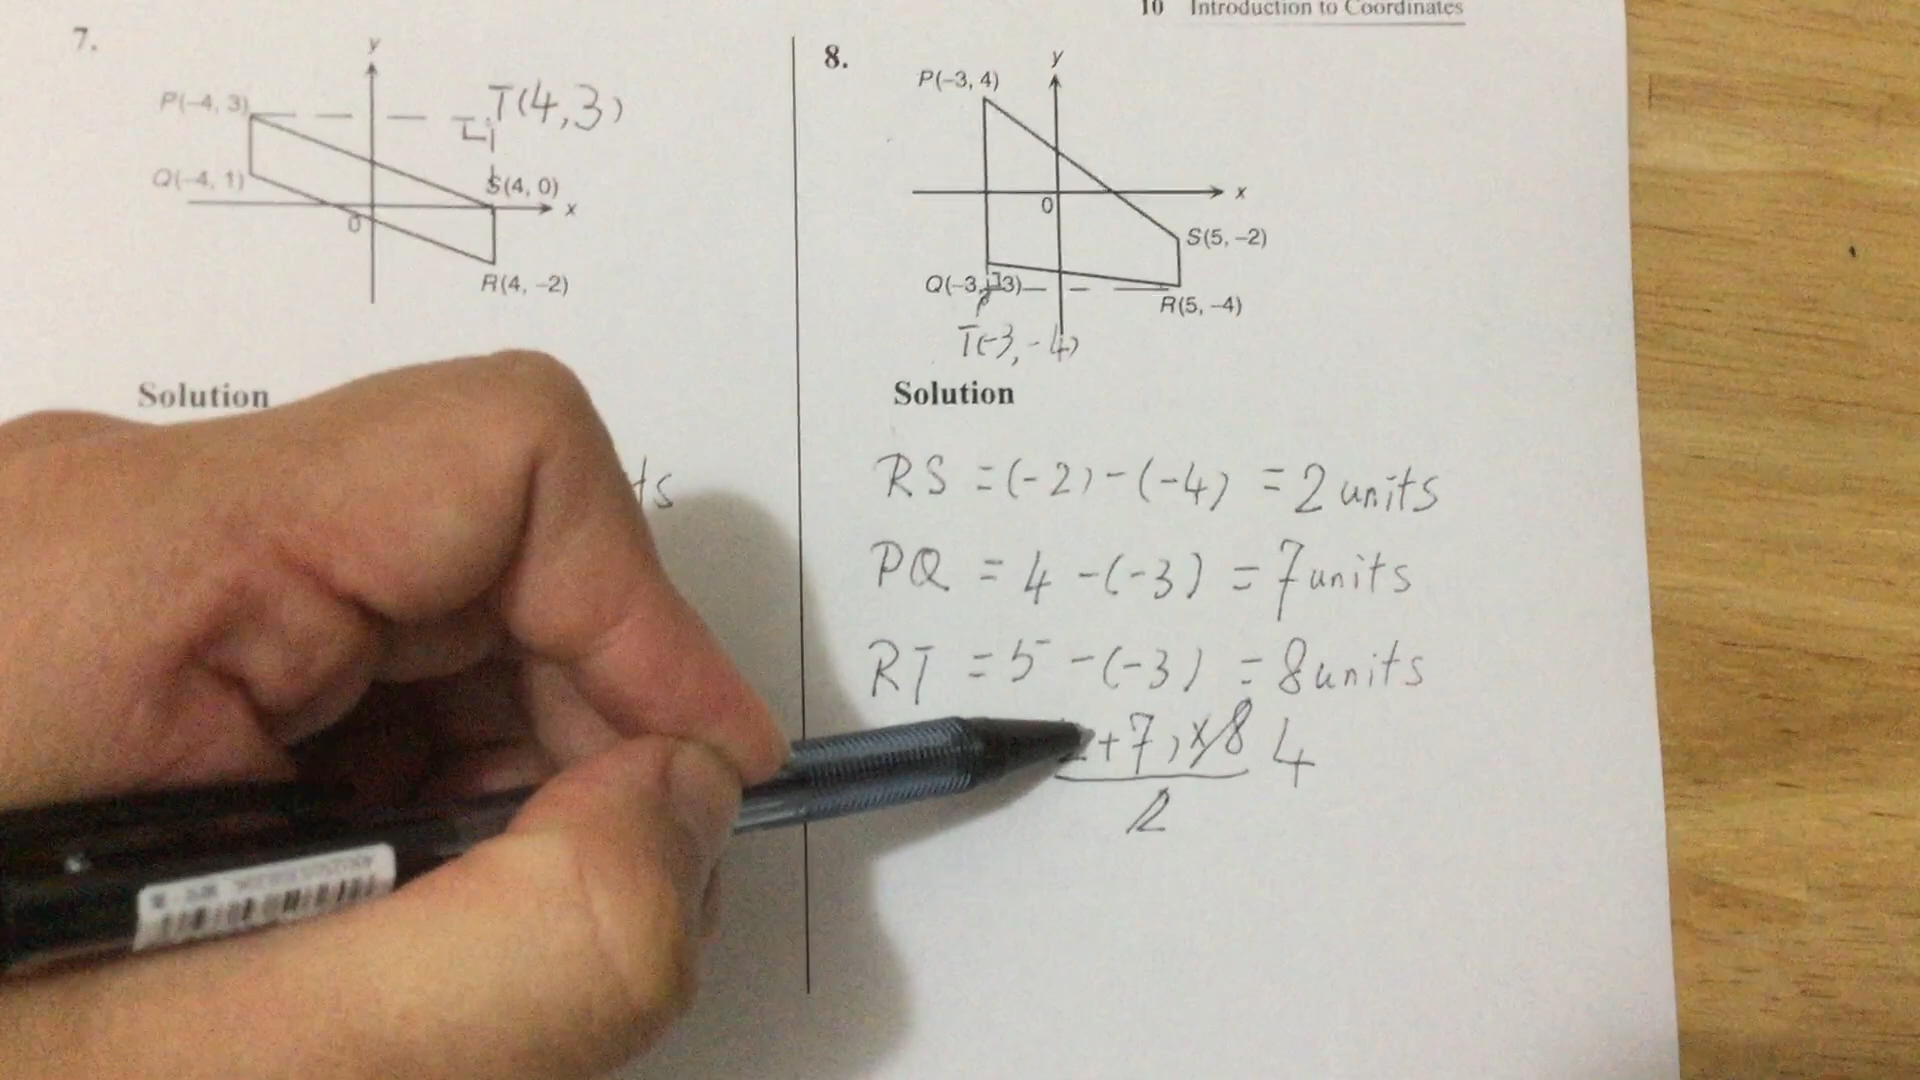 10 Introduction to Coordinates
7.
y
P(-4, 3)
T(4,3)
Q(-4, 1)
S(4, 0)
x
0
R(4, -2)
Solution
8.
y
P(-3, 4)
x
0
S(5, -2)
Q(-3, -3)
R(5, -4)
T(-3, -4)
Solution
RS = (-2) - (-4) = 2 units
PQ = 4 - (-3) = 7 units
RT = 5 - (-3) = 8 units
+7) × 8 4
2